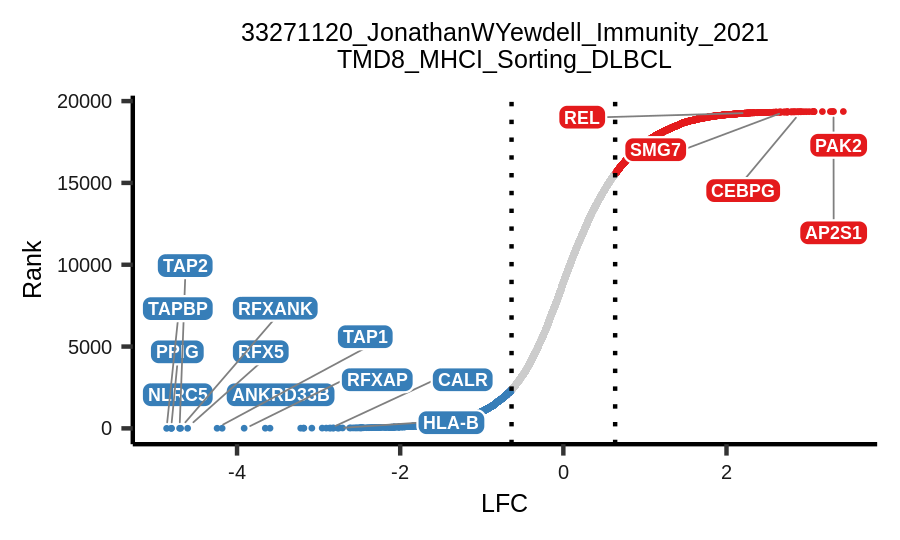 33271120_JonathanWYewdell_Immunity_2021
TMD8_MHCI_Sorting_DLBCL
Rank
20000
15000
10000
5000
0
REL
SMG7
PAK2
CEBPG
AP2S1
TAP2
TAPBP
RFXANK
TAP1
PPIG
RFX5
RFXAP
CALR
NLRC5
ANKRD33B
HLA-B
-4
-2
0
2
LFC